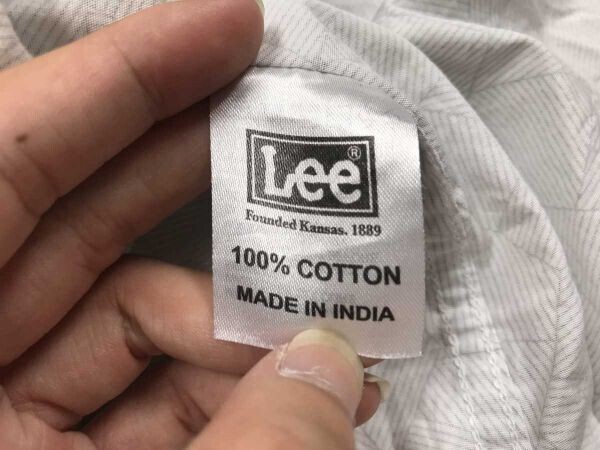 Lee®
Founded Kansas. 1889
100% COTTON
MADE IN INDIA